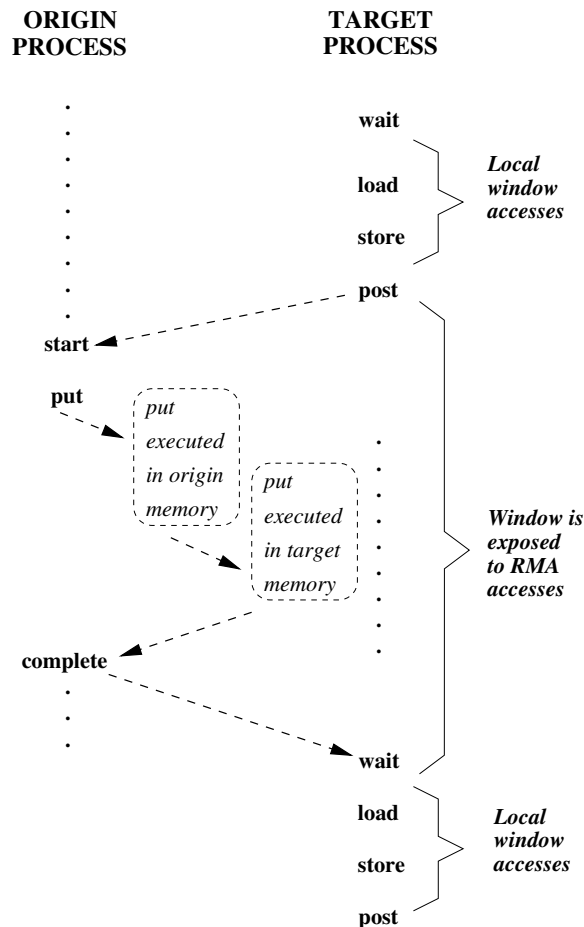 ORIGIN
PROCESS
TARGET
PROCESS
wait
load
store
Local
window
accesses
post
start
put
put
executed
in origin
memory
put
executed
in target
memory
Window is
exposed
to RMA
accesses
complete
wait
load
store
Local
window
accesses
post